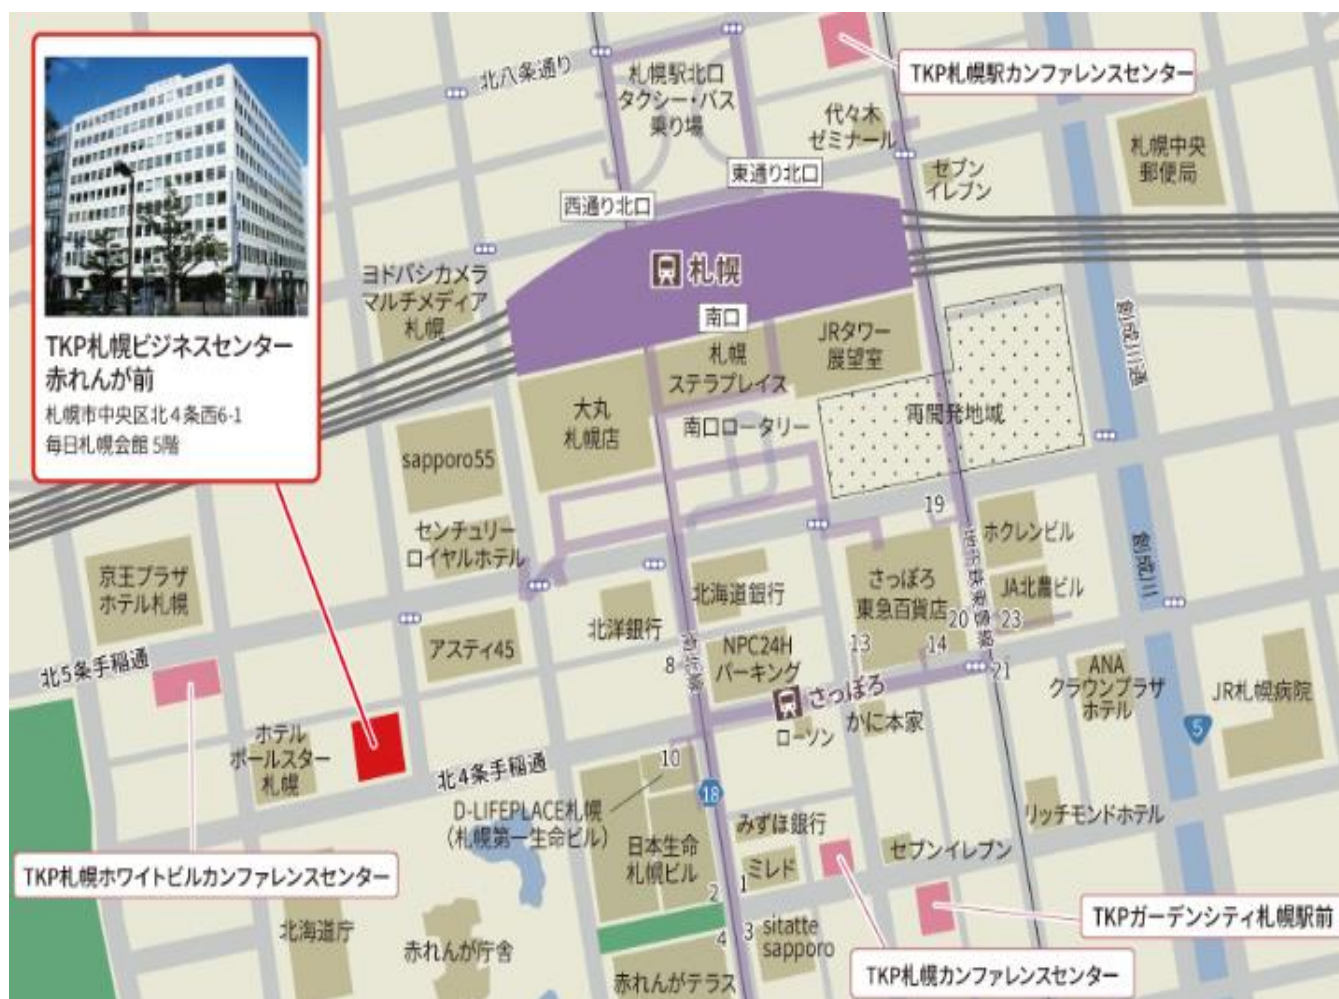 TKP札幌ビジネスセンター
赤れんが前
札幌市中央区北4条西6-1
毎日札幌会館 5階
北八条通り
札幌駅北口
タクシー・バス
乗り場
TKP札幌駅カンファレンスセンター
代々木
ゼミナール
セブン
イレブン
札幌中央
郵便局
東通り北口
西通り北口
札幌
南口
ヨドバシカメラ
マルチメディア
札幌
札幌
ステラプレイス
JRタワー
展望室
創成川通
大丸
札幌店
南口ロータリー
再開発地域
sapporo55
センチュリー
ロイヤルホテル
19
ホクレンビル
地下鉄東豊線
創成川
京王プラザ
ホテル札幌
北海道銀行
さっぽろ
東急百貨店
JA北農ビル
20
23
北洋銀行
アスティ45
NPC24H
パーキング
13
14
21
8
南北線
北5条手稲通
さっぽろ
ANA
クラウンプラザ
ホテル
JR札幌病院
5
かに本家
ローソン
ホテル
ポールスター
札幌
北4条手稲通
10
18
D-LIFEPLACE札幌
(札幌第一生命ビル)
みずほ銀行
リッチモンドホテル
日本生命
札幌ビル
ミレド
セブンイレブン
TKP札幌ホワイトビルカンファレンスセンター
1
2
3
4
TKPガーデンシティ札幌駅前
北海道庁
赤れんが庁舎
sitatte
sapporo
TKP札幌カンファレンスセンター
赤れんがテラス